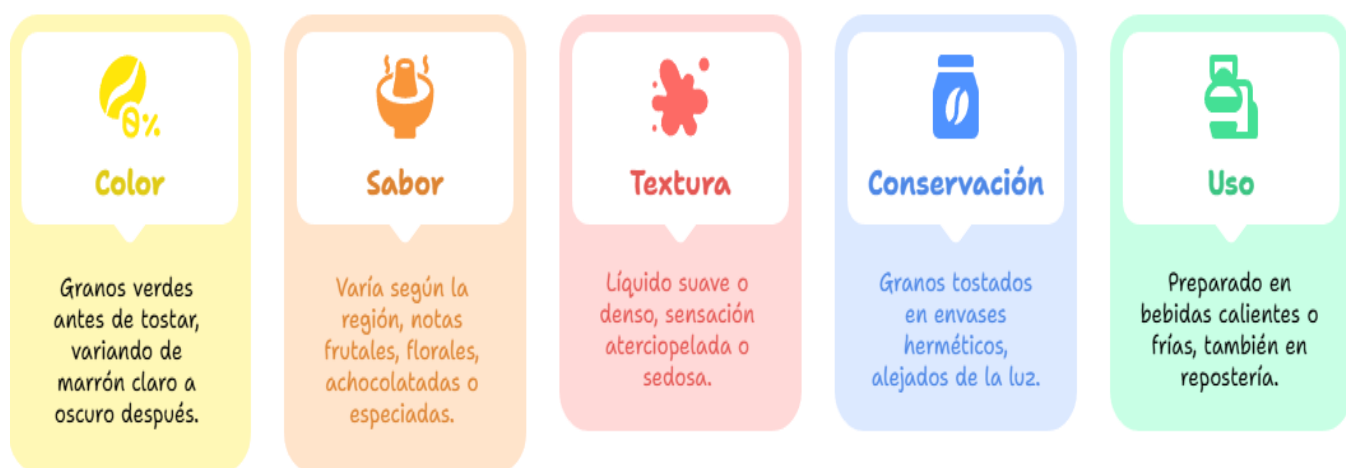 0%
Color
Granos verdes
antes de tostar,
variando de
marrón claro a
oscuro después.
Sabor
Varía según la
región, notas
frutales, florales,
achocolatadas o
especiadas.
Textura
Líquido suave o
denso, sensación
aterciopelada o
sedosa.
Conservación
Granos tostados
en envases
herméticos,
alejados de la luz.
Uso
Preparado en
bebidas calientes o
frías, también en
repostería.